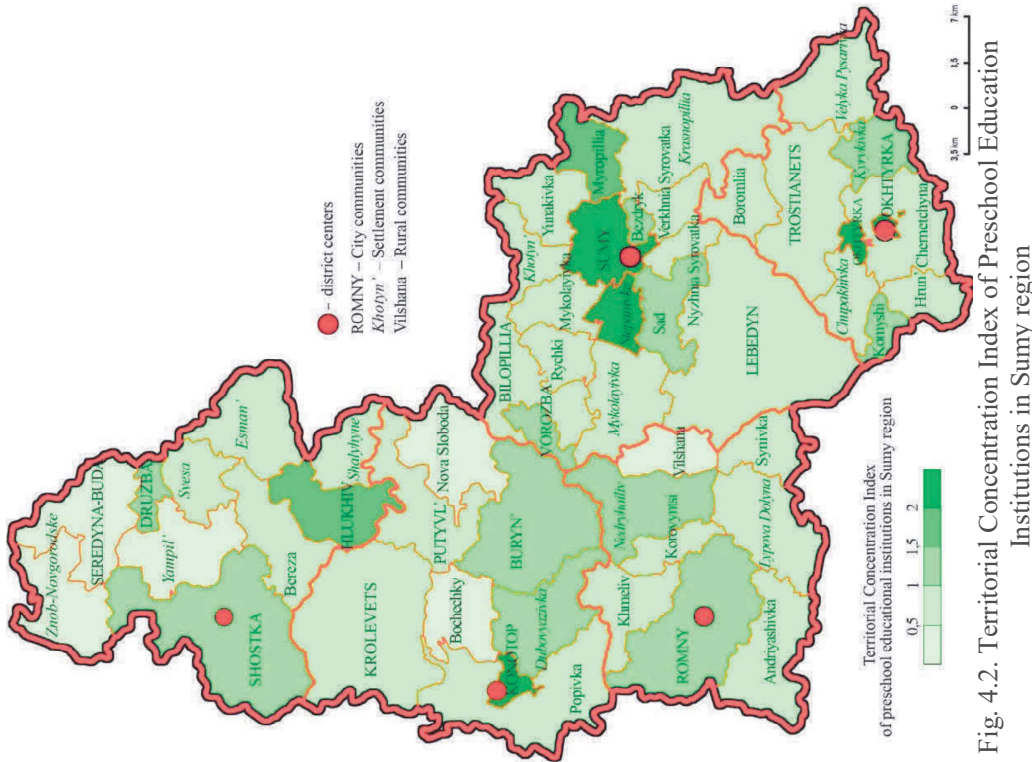 Znob-Novgorodske
SEREDYNA-BUDA
DRUZBA
Svesa
Yampil'
Esman'
SHOSTKA
HLUKHIV
Shalyhyne
Bereza
KROLEVETS
PUTYVL'
Nova Sloboda
Bochechky
BURYN'
KONOTOP
Dubovyazivka
Popivka
BILOPILLIA
VOROZBA
Rychki
Mykolayivka
Khotyn
Yunakivka
Myropillia
SUMY
Stepanivka
Bezdryk
Verkhnia Syrovatka
Krasnopillia
Sad
Nyzhnia Syrovatka
Mykolayivka
Vilshana
Nedryhailiv
Korovynsi
Khmeliv
ROMNY
Andriyashivka
Lypova Dolyna
Synivka
LEBEDYN
Boromlia
TROSTIANETS
Velyka Pysarivka
Kyrykivka
OKHTYRKA
OKHTYRKA
Chupakhivka
Komyshi
Hrun'
Chernetchyna
– district centers
ROMNY – City communities
Khotyn' – Settlement communities
Vilshana – Rural communities
Territorial Concentration Index
of preschool educational institutions in Sumy region
0,5 1 1,5 2
3,5 km 0 3,5 7 km
Fig. 4.2. Territorial Concentration Index of Preschool Education
Institutions in Sumy region